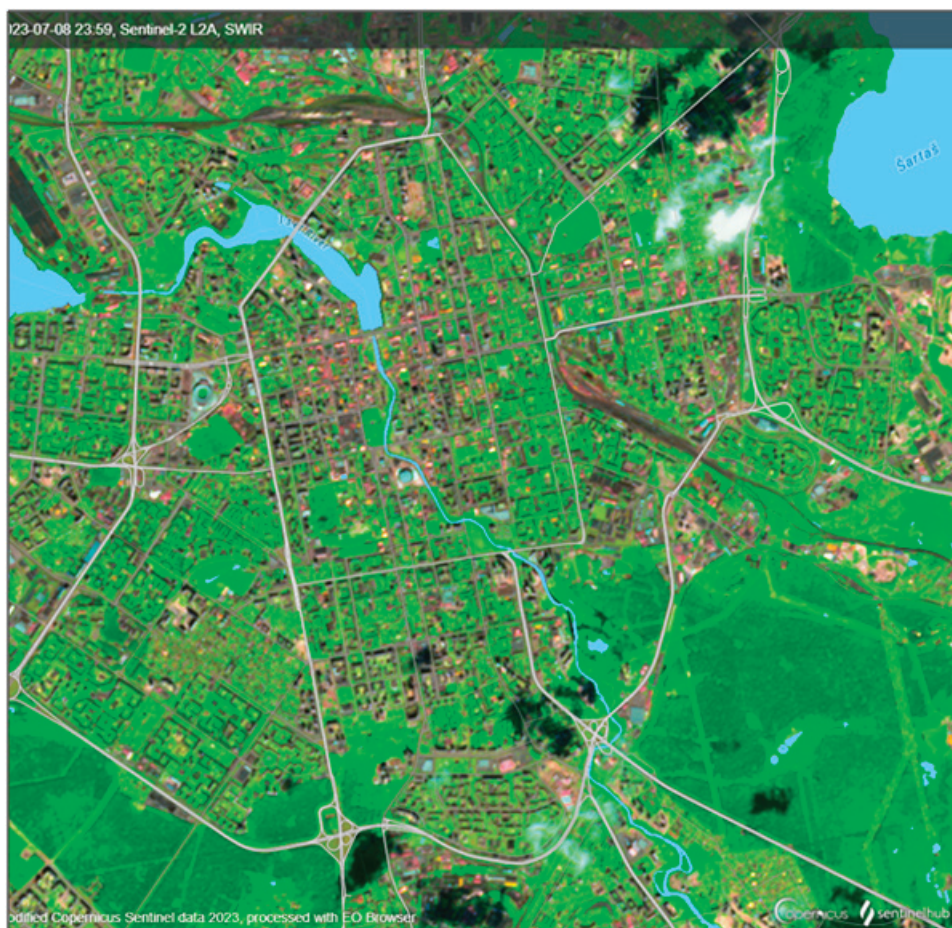 023-07-08 23:59, Sentinel-2 L2A, SWIR
Šartaš
odified Copernicus Sentinel data 2023, processed with EO Browser
opernicus sentinelhub